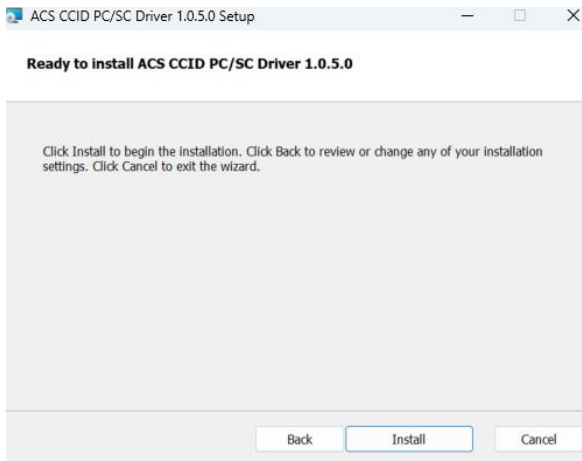 ACS CCID PC/SC Driver 1.0.5.0 Setup
Ready to install ACS CCID PC/SC Driver 1.0.5.0
Click Install to begin the installation. Click Back to review or change any of your installation
settings. Click Cancel to exit the wizard.
Back Install Cancel